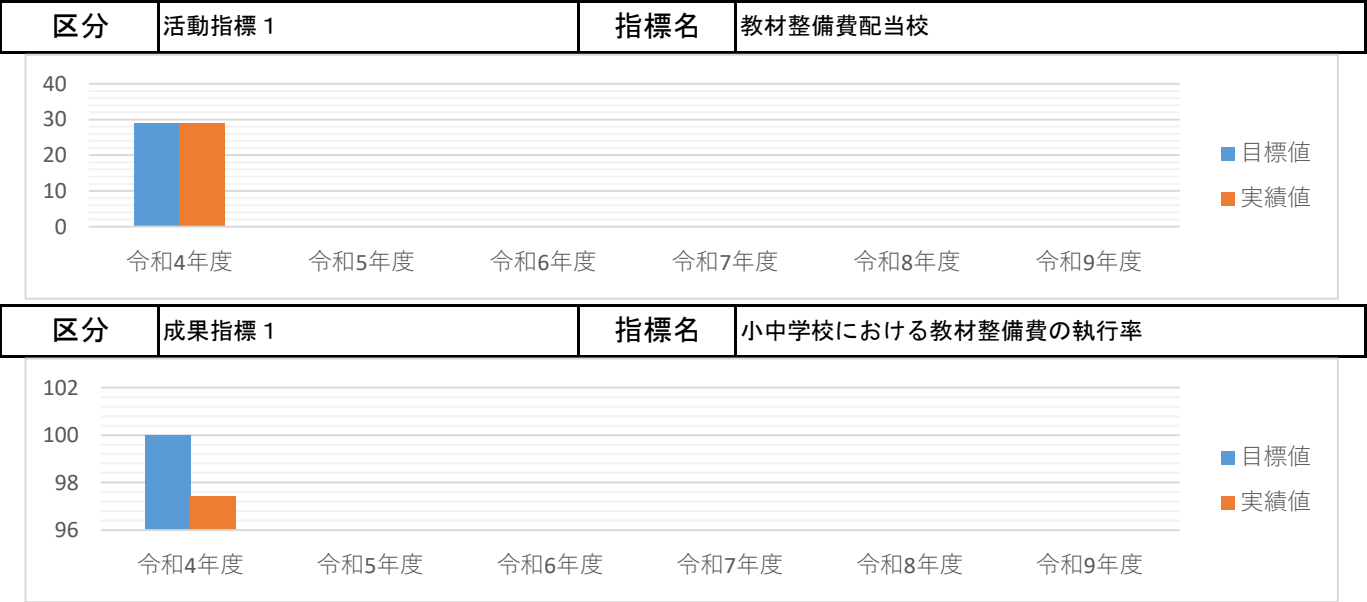 区分 活動指標１ 指標名 教材整備費配当校
40
30
20
10
0
目標値
実績値
令和4年度 令和5年度 令和6年度 令和7年度 令和8年度 令和9年度
区分 成果指標１ 指標名 小中学校における教材整備費の執行率
102
100
98
96
目標値
実績値
令和4年度 令和5年度 令和6年度 令和7年度 令和8年度 令和9年度